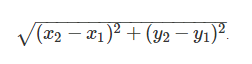 √((x₂ − x₁)² + (y₂ − y₁)²).